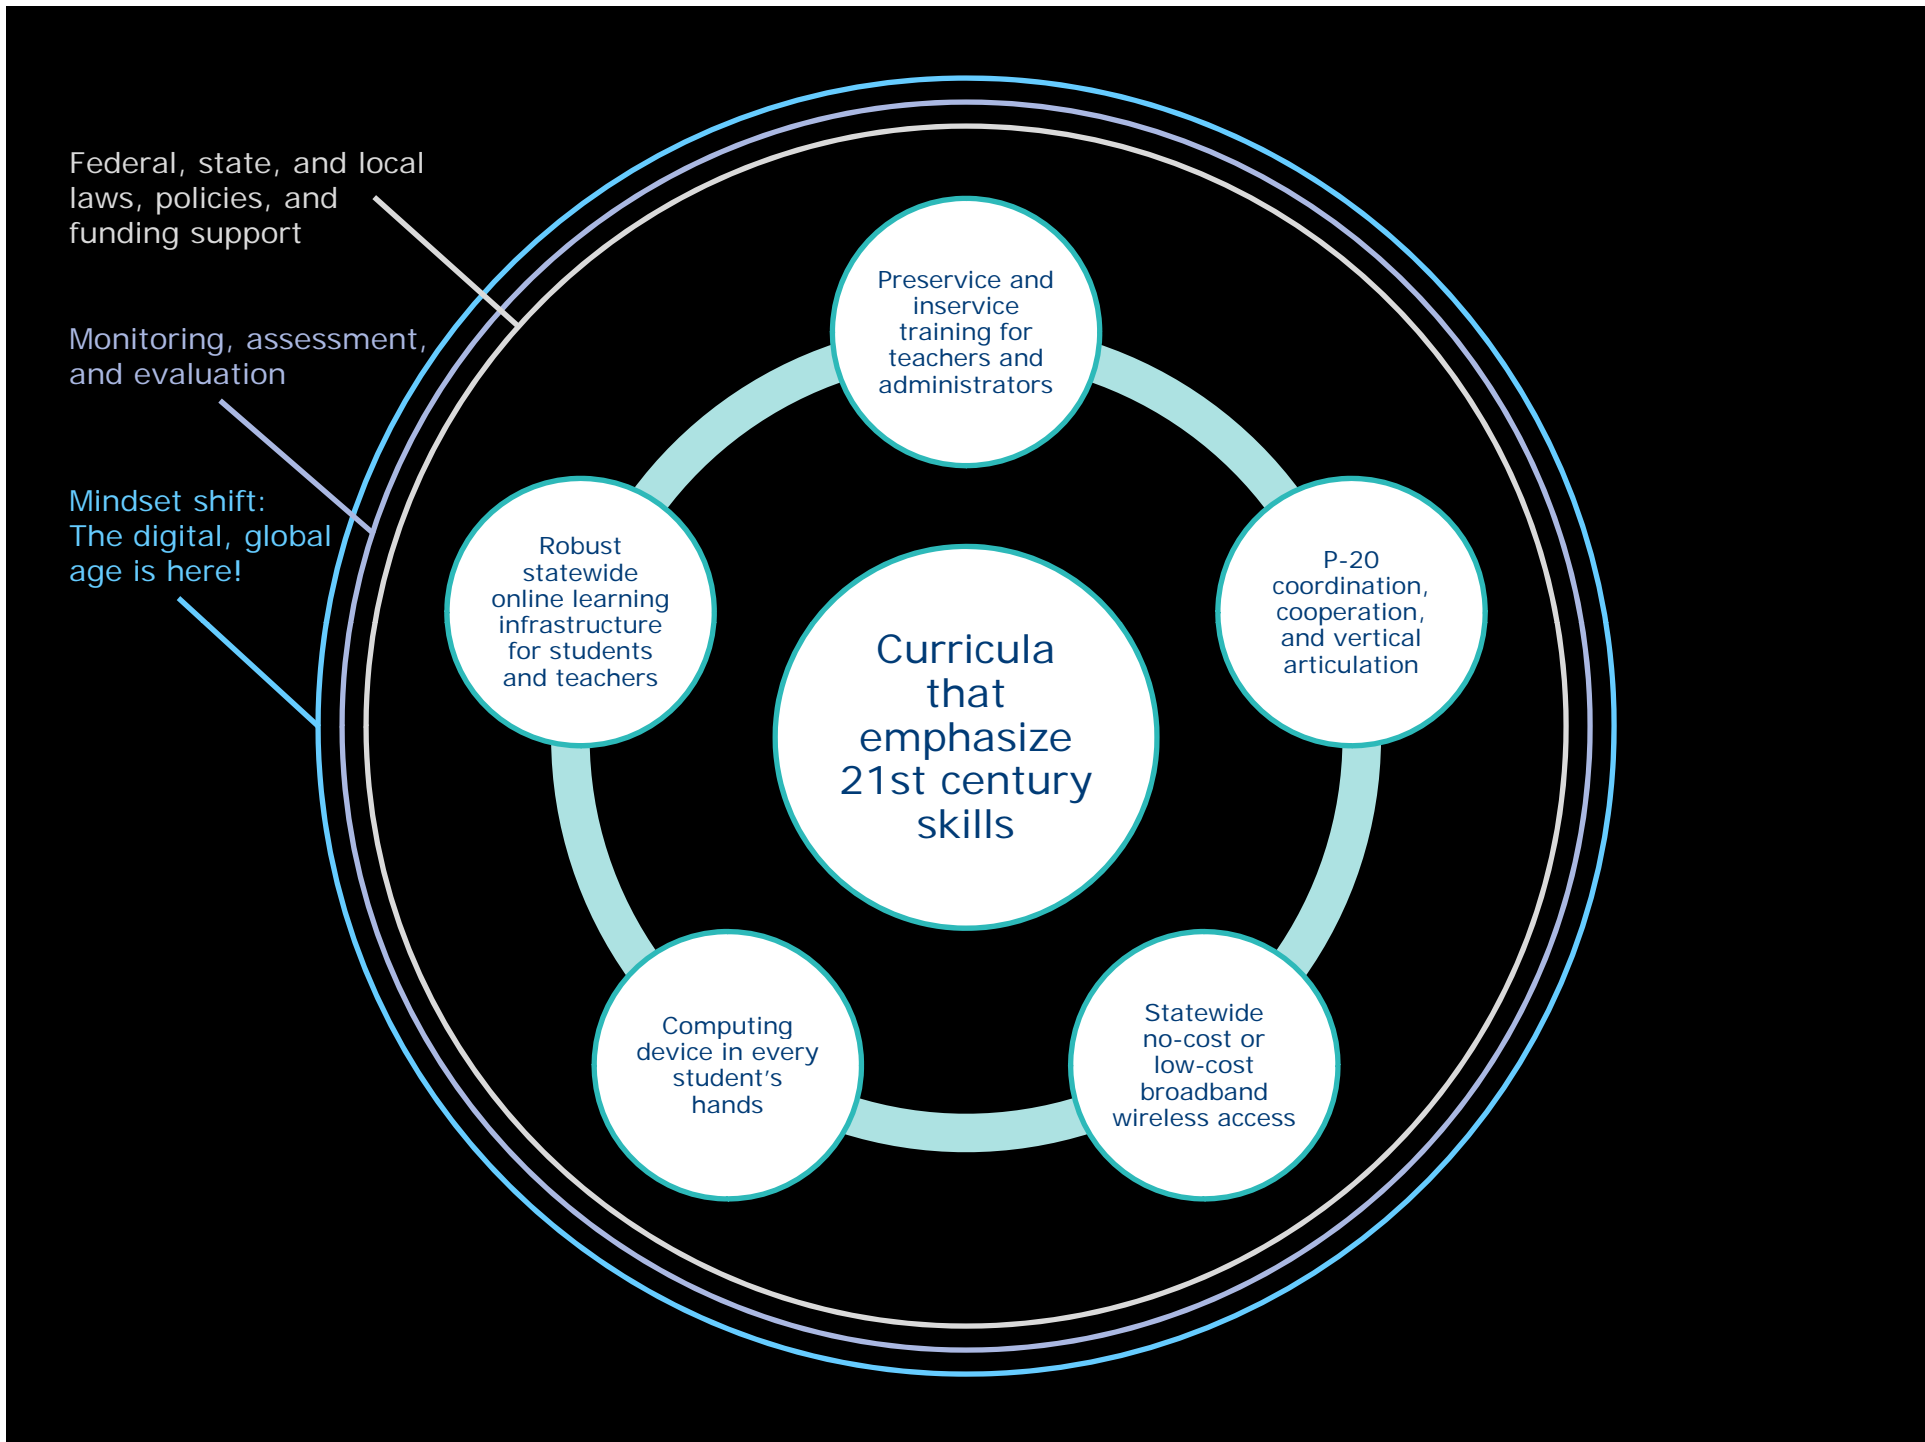 Federal, state, and local
laws, policies, and
funding support
Monitoring, assessment,
and evaluation
Mindset shift:
The digital, global
age is here!
Preservice and
inservice
training for
teachers and
administrators
Robust
statewide
online learning
infrastructure
for students
and teachers
P-20
coordination,
cooperation,
and vertical
articulation
Curricula
that
emphasize
21st century
skills
Computing
device in every
student's
hands
Statewide
no-cost or
low-cost
broadband
wireless access